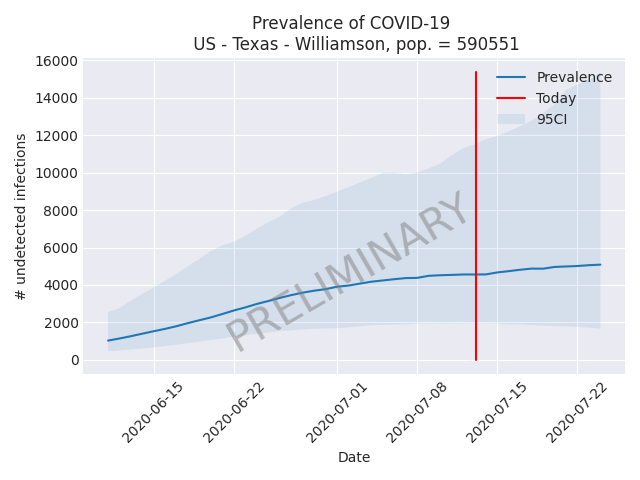 Prevalence of COVID-19
US - Texas - Williamson, pop. = 590551
16000
14000
12000
10000
8000
6000
4000
2000
0
# undetected infections
Prevalence
Today
95CI
PRELIMINARY
2020-06-15
2020-06-22
2020-07-01
2020-07-08
2020-07-15
2020-07-22
Date